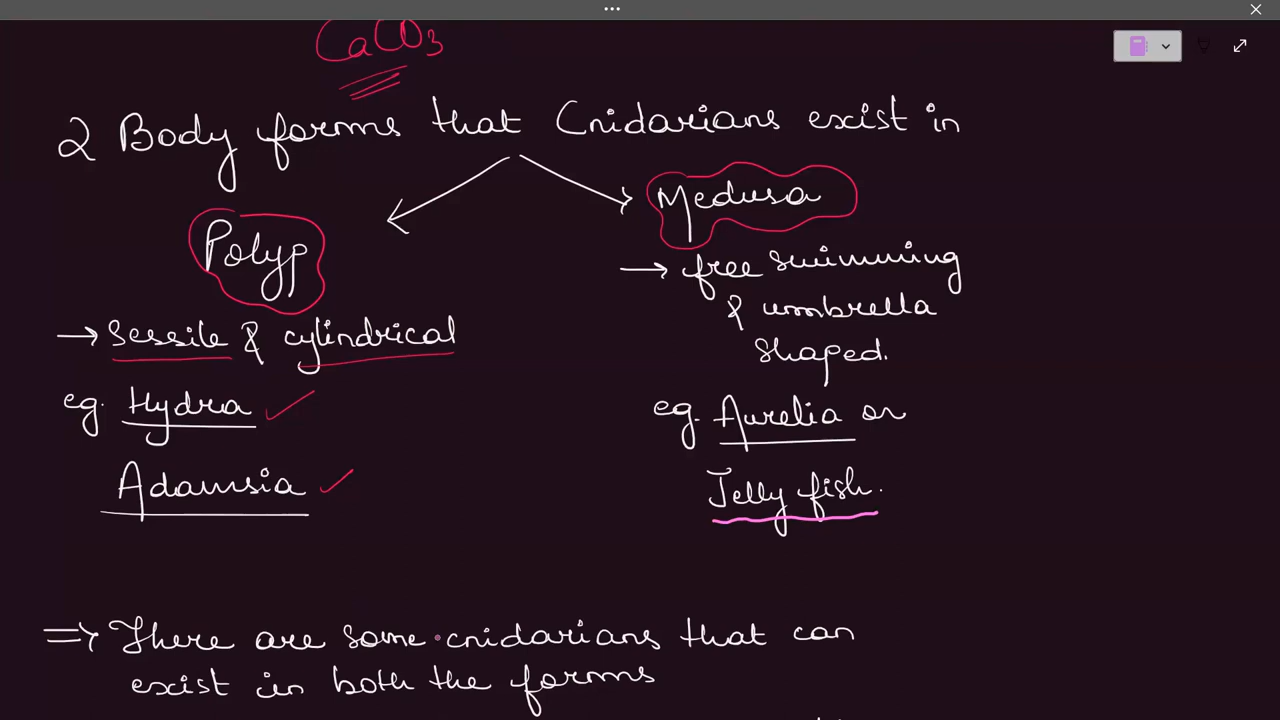 CaCO3
2 Body forms that Cnidarians exist in
Polyp
→ Sessile & cylindrical
eg. Hydra ✓
Adamsia ✓
Medusa
→ free swimming
& umbrella
shaped.
eg. Aurelia or
Jelly fish.
⇒ There are some cnidarians that can
exist in both the forms